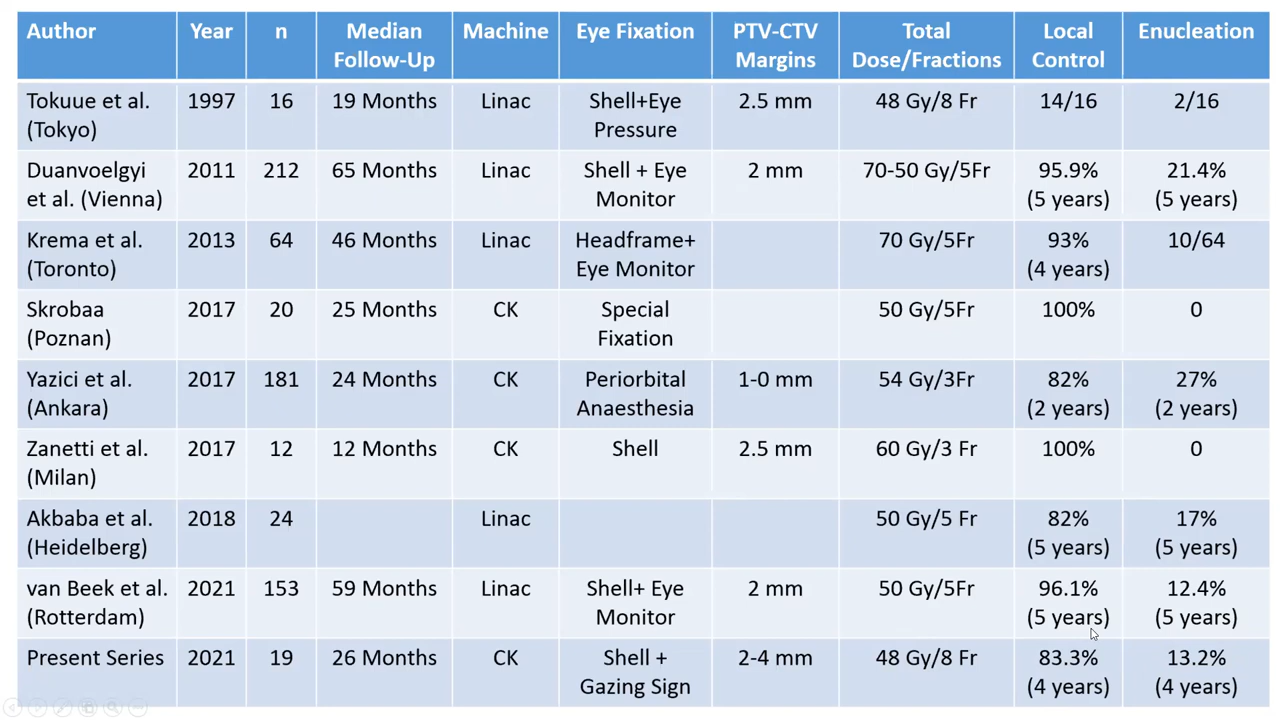 Author Year n Median Follow-Up Machine Eye Fixation PTV-CTV Margins Total Dose/Fractions Local Control Enucleation
Tokuue et al. (Tokyo) 1997 16 19 Months Linac Shell+Eye Pressure 2.5 mm 48 Gy/8 Fr 14/16 2/16
Duanvoelgyi et al. (Vienna) 2011 212 65 Months Linac Shell + Eye Monitor 2 mm 70-50 Gy/5Fr 95.9% (5 years) 21.4% (5 years)
Krema et al. (Toronto) 2013 64 46 Months Linac Headframe+ Eye Monitor 70 Gy/5Fr 93% (4 years) 10/64
Skrobaa (Poznan) 2017 20 25 Months CK Special Fixation 50 Gy/5Fr 100% 0
Yazici et al. (Ankara) 2017 181 24 Months CK Periorbital Anaesthesia 1-0 mm 54 Gy/3Fr 82% (2 years) 27% (2 years)
Zanetti et al. (Milan) 2017 12 12 Months CK Shell 2.5 mm 60 Gy/3 Fr 100% 0
Akbaba et al. (Heidelberg) 2018 24 Linac 50 Gy/5 Fr 82% (5 years) 17% (5 years)
van Beek et al. (Rotterdam) 2021 153 59 Months Linac Shell+ Eye Monitor 2 mm 50 Gy/5Fr 96.1% (5 years) 12.4% (5 years)
Present Series 2021 19 26 Months CK Shell + Gazing Sign 2-4 mm 48 Gy/8 Fr 83.3% (4 years) 13.2% (4 years)